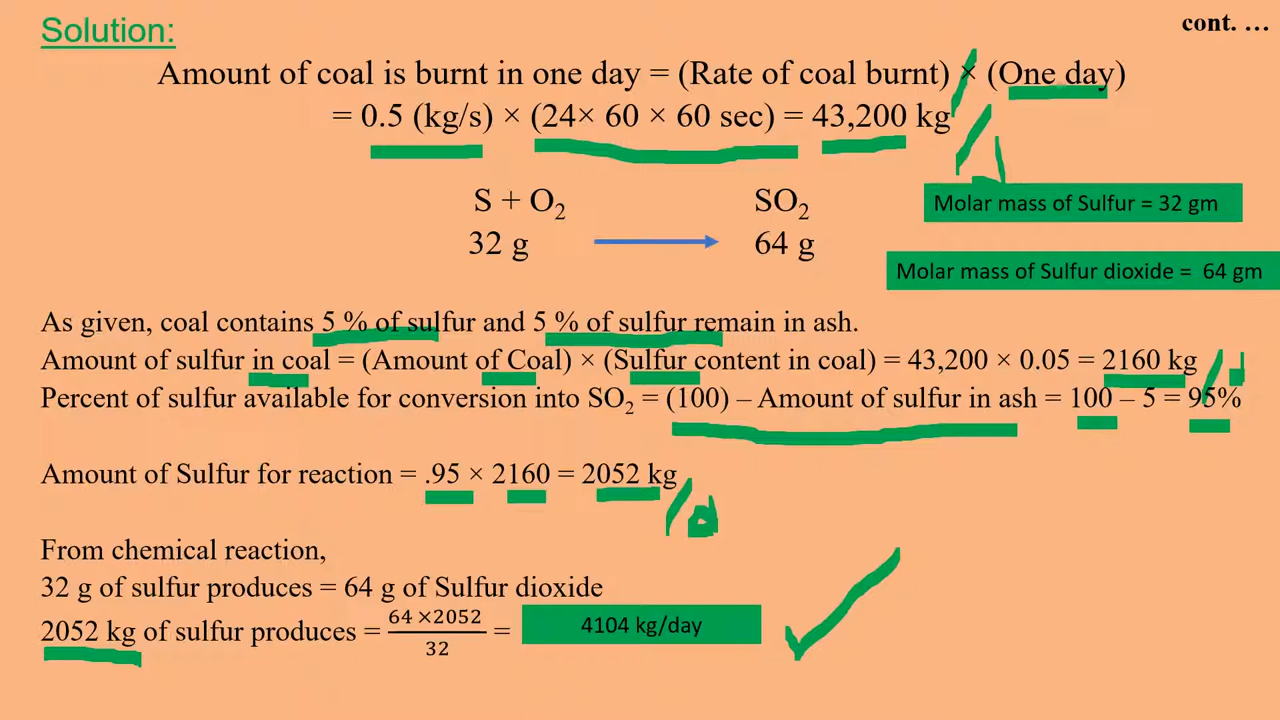 Solution:
cont. …
Amount of coal is burnt in one day = (Rate of coal burnt) × (One day)
= 0.5 (kg/s) × (24× 60 × 60 sec) = 43,200 kg /d
S + O₂ SO₂
32 g 64 g
Molar mass of Sulfur = 32 gm
Molar mass of Sulfur dioxide = 64 gm
As given, coal contains 5 % of sulfur and 5 % of sulfur remain in ash.
Amount of sulfur in coal = (Amount of Coal) × (Sulfur content in coal) = 43,200 × 0.05 = 2160 kg /d
Percent of sulfur available for conversion into SO₂ = (100) – Amount of sulfur in ash = 100 – 5 = 95%
Amount of Sulfur for reaction = .95 × 2160 = 2052 kg /d
From chemical reaction,
32 g of sulfur produces = 64 g of Sulfur dioxide
2052 kg of sulfur produces = 64 ×2052 / 32 = 4104 kg/day